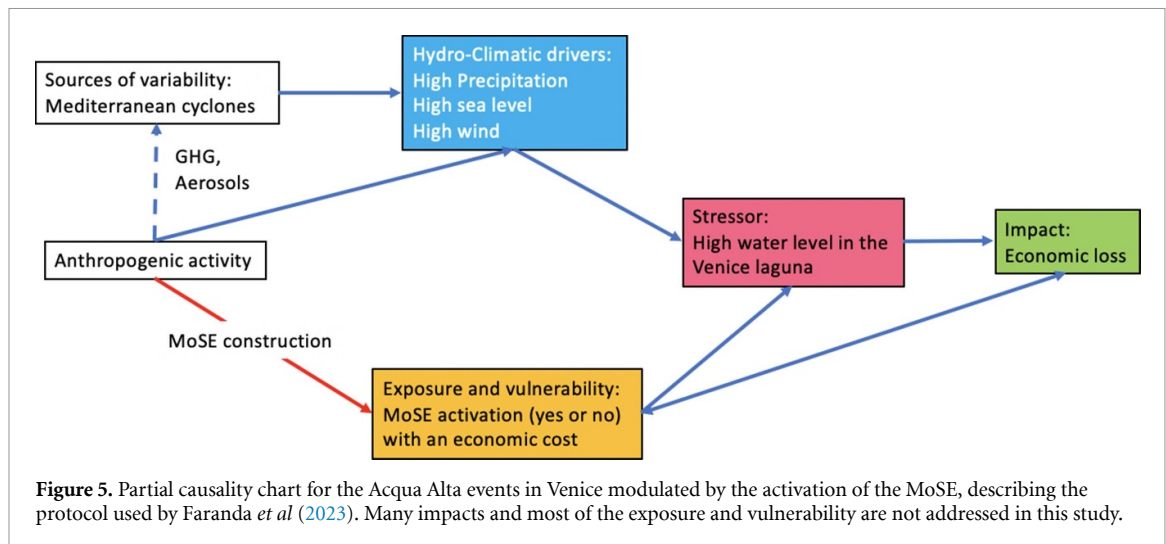 Sources of variability:
Mediterranean cyclones
Hydro-Climatic drivers:
High Precipitation
High sea level
High wind
GHG,
Aerosols
Anthropogenic activity
Stressor:
High water level in the
Venice laguna
Impact:
Economic loss
MoSE construction
Exposure and vulnerability:
MoSE activation (yes or no)
with an economic cost
Figure 5. Partial causality chart for the Acqua Alta events in Venice modulated by the activation of the MoSE, describing the
protocol used by Faranda et al (2023). Many impacts and most of the exposure and vulnerability are not addressed in this study.